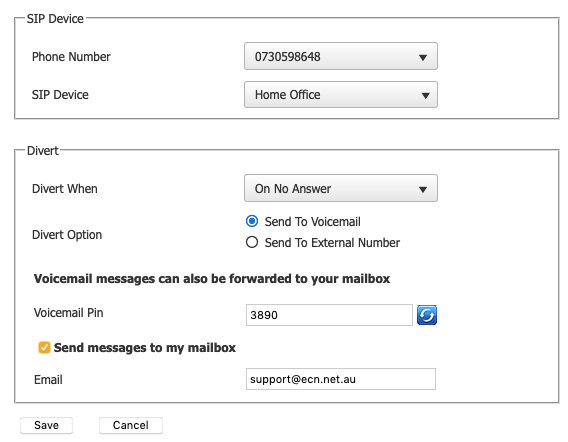 SIP Device
Phone Number 0730598648
SIP Device Home Office
Divert
Divert When On No Answer
Send To Voicemail
Divert Option
Send To External Number
Voicemail messages can also be forwarded to your mailbox
Voicemail Pin 3890
Send messages to my mailbox
Email support@ecn.net.au
Save Cancel